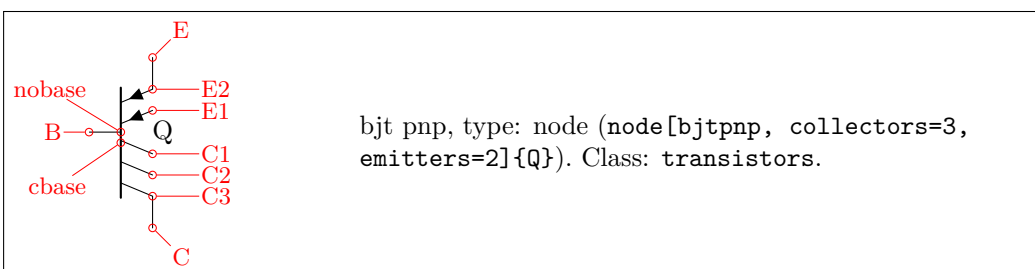 E
nobase
E2
E1
B
Q
C1
C2
cbase
C3
C
bjt pnp, type: node (node[bjtpnp, collectors=3,
emitters=2]{Q}). Class: transistors.